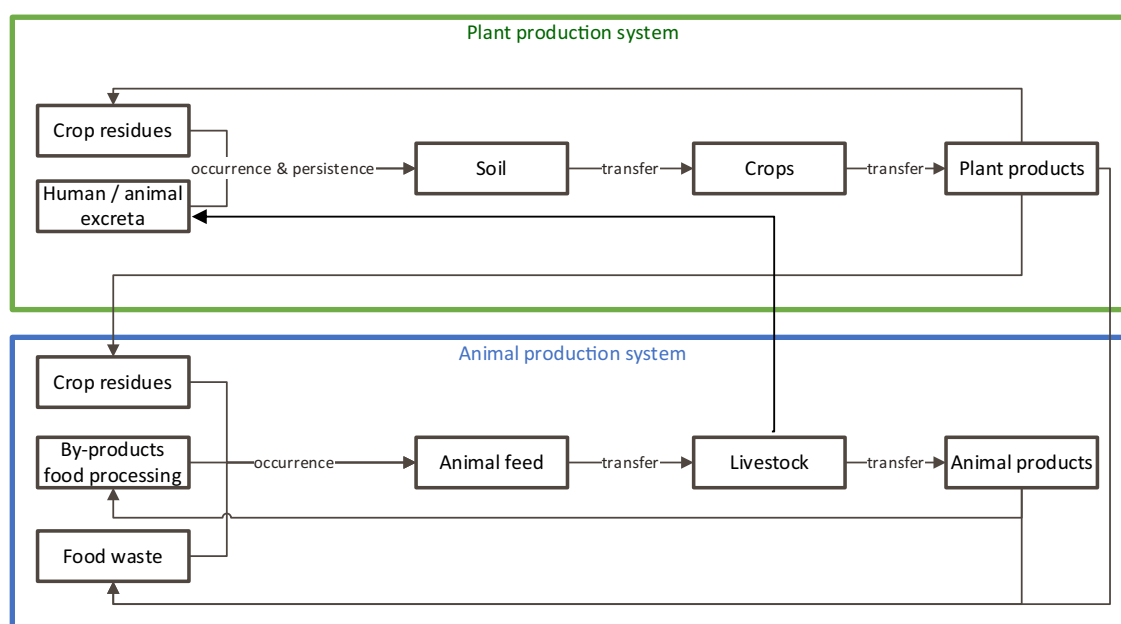 Plant production system
Crop residues
occurrence & persistence
Soil
transfer
Crops
transfer
Plant products
Human / animal
excreta
Animal production system
Crop residues
By-products
food processing
occurrence
Animal feed
transfer
Livestock
transfer
Animal products
Food waste